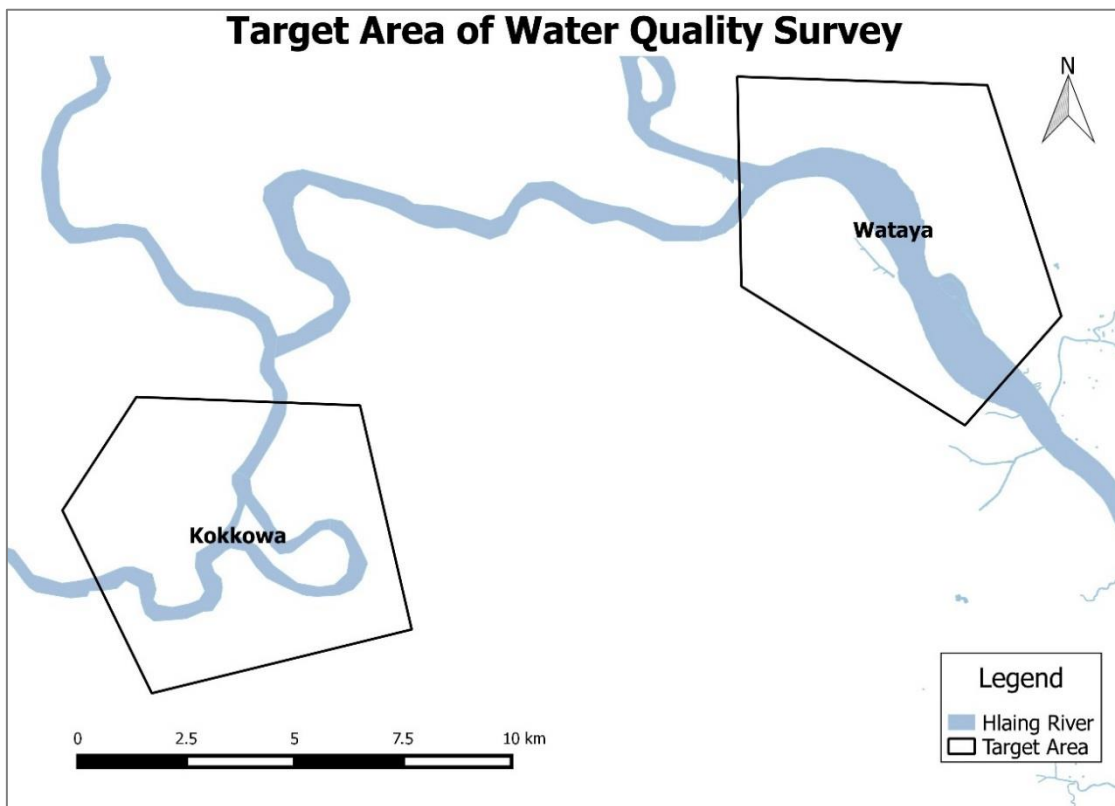 Target Area of Water Quality Survey
N
Wataya
Kokkowa
Legend
Hlaing River
Target Area
0 2.5 5 7.5 10 km